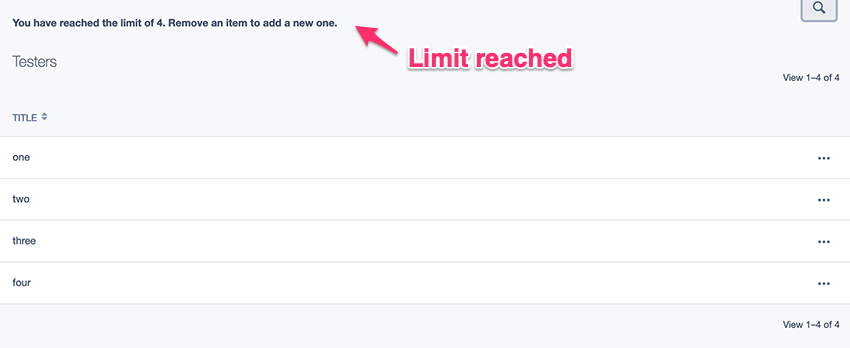 You have reached the limit of 4. Remove an item to add a new one.
Limit reached
Testers
View 1–4 of 4
TITLE
one
two
three
four
View 1–4 of 4